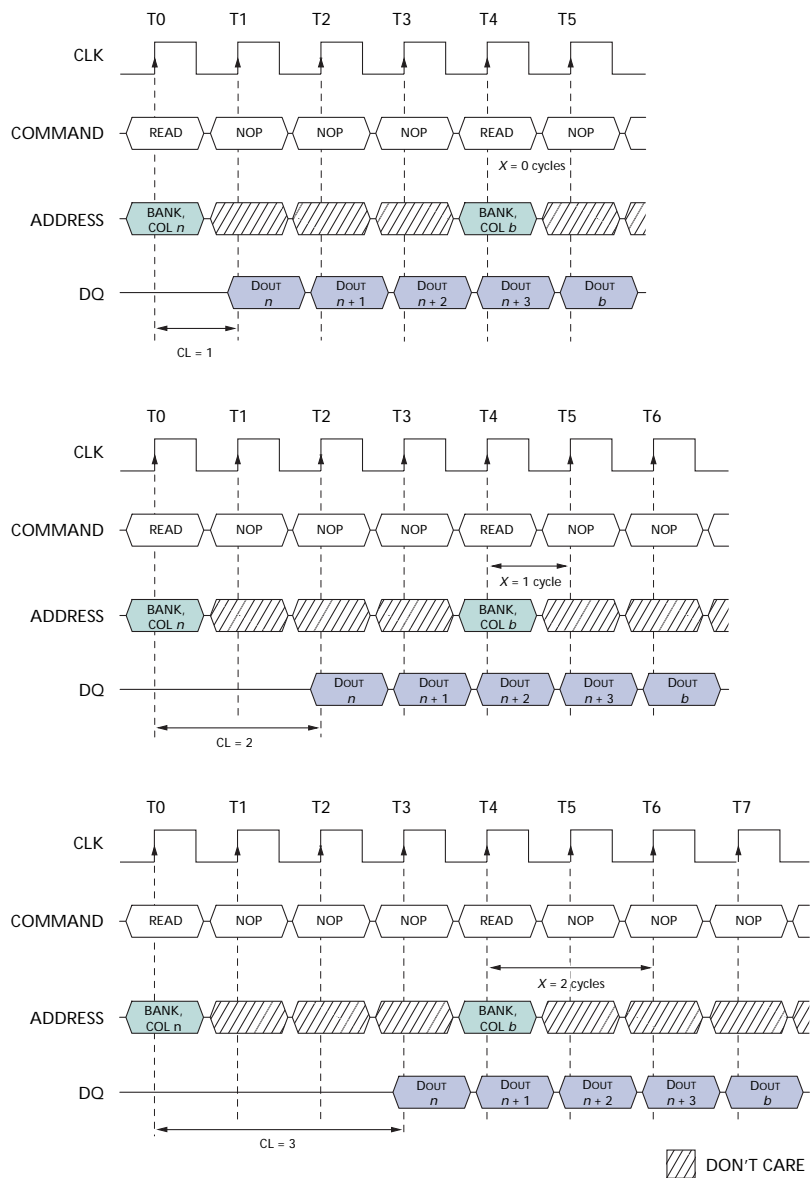 T0 T1 T2 T3 T4 T5
CLK
COMMAND READ NOP NOP NOP READ NOP
X = 0 cycles
ADDRESS BANK, COL n BANK, COL b
DQ DOUT n DOUT n + 1 DOUT n + 2 DOUT n + 3 DOUT b
CL = 1
T0 T1 T2 T3 T4 T5 T6
CLK
COMMAND READ NOP NOP NOP READ NOP NOP
X = 1 cycle
ADDRESS BANK, COL n BANK, COL b
DQ DOUT n DOUT n + 1 DOUT n + 2 DOUT n + 3 DOUT b
CL = 2
T0 T1 T2 T3 T4 T5 T6 T7
CLK
COMMAND READ NOP NOP NOP READ NOP NOP NOP
X = 2 cycles
ADDRESS BANK, COL n BANK, COL b
DQ DOUT n DOUT n + 1 DOUT n + 2 DOUT n + 3 DOUT b
CL = 3
DON'T CARE